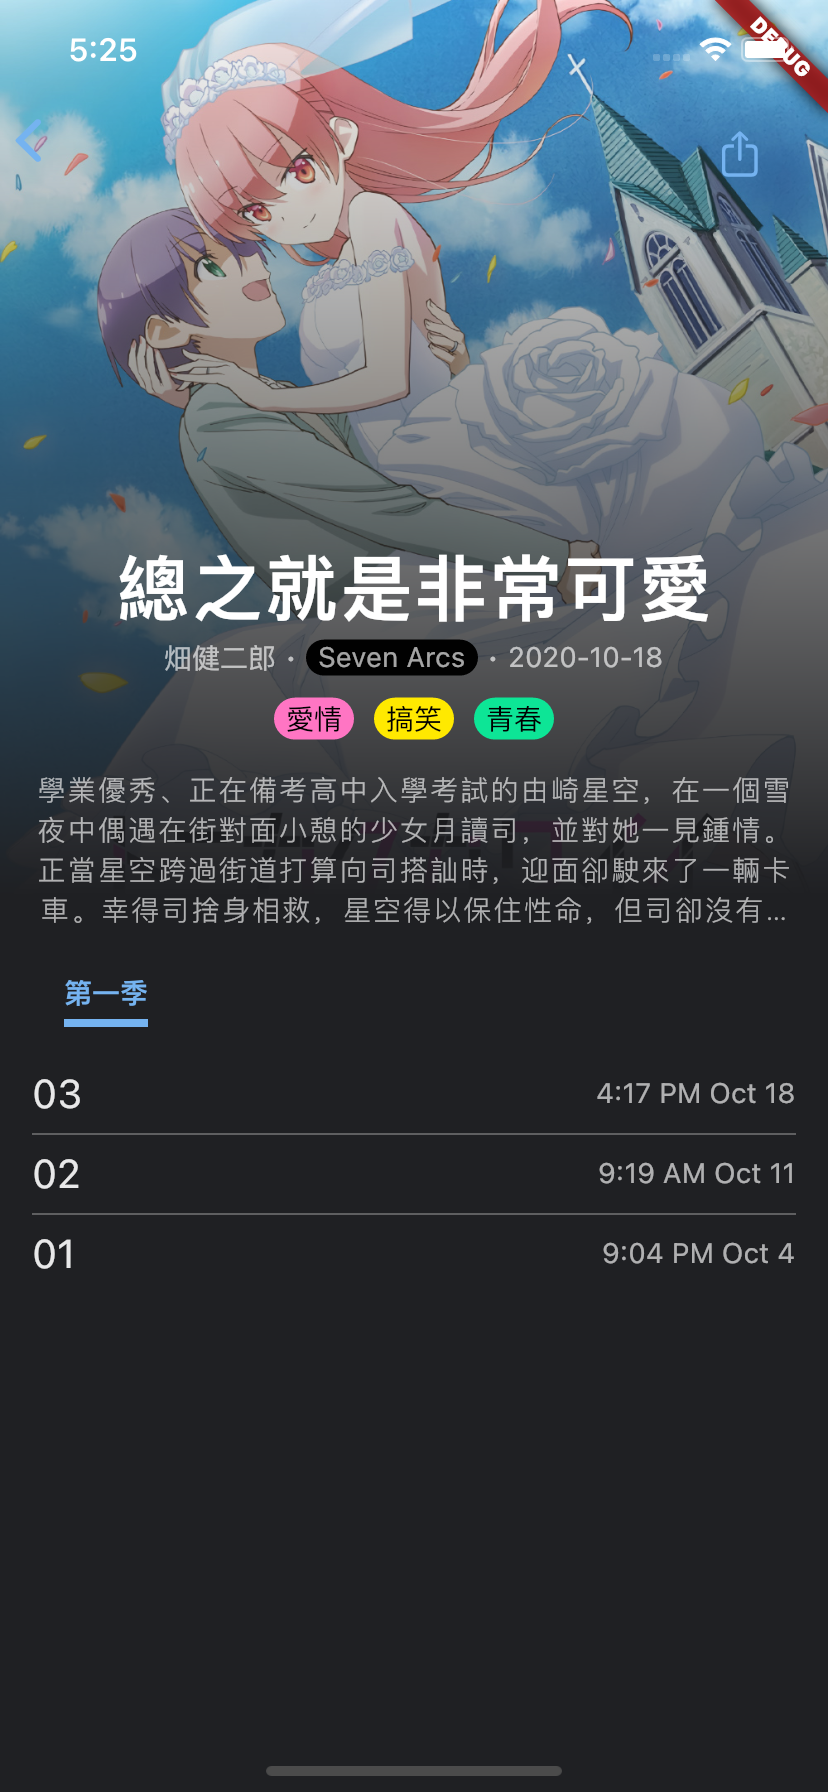 5:25
DEBUG
總之就是非常可愛
畑健二郎 · Seven Arcs · 2020-10-18
愛情 搞笑 青春
學業優秀、正在備考高中入學考試的由崎星空，在一個雪
夜中偶遇在街對面小憩的少女月讀司，並對她一見鍾情。
正當星空跨過街道打算向司搭訕時，迎面卻駛來了一輛卡
車。幸得司捨身相救，星空得以保住性命，但司卻沒有...
第一季
03 4:17 PM Oct 18
02 9:19 AM Oct 11
01 9:04 PM Oct 4